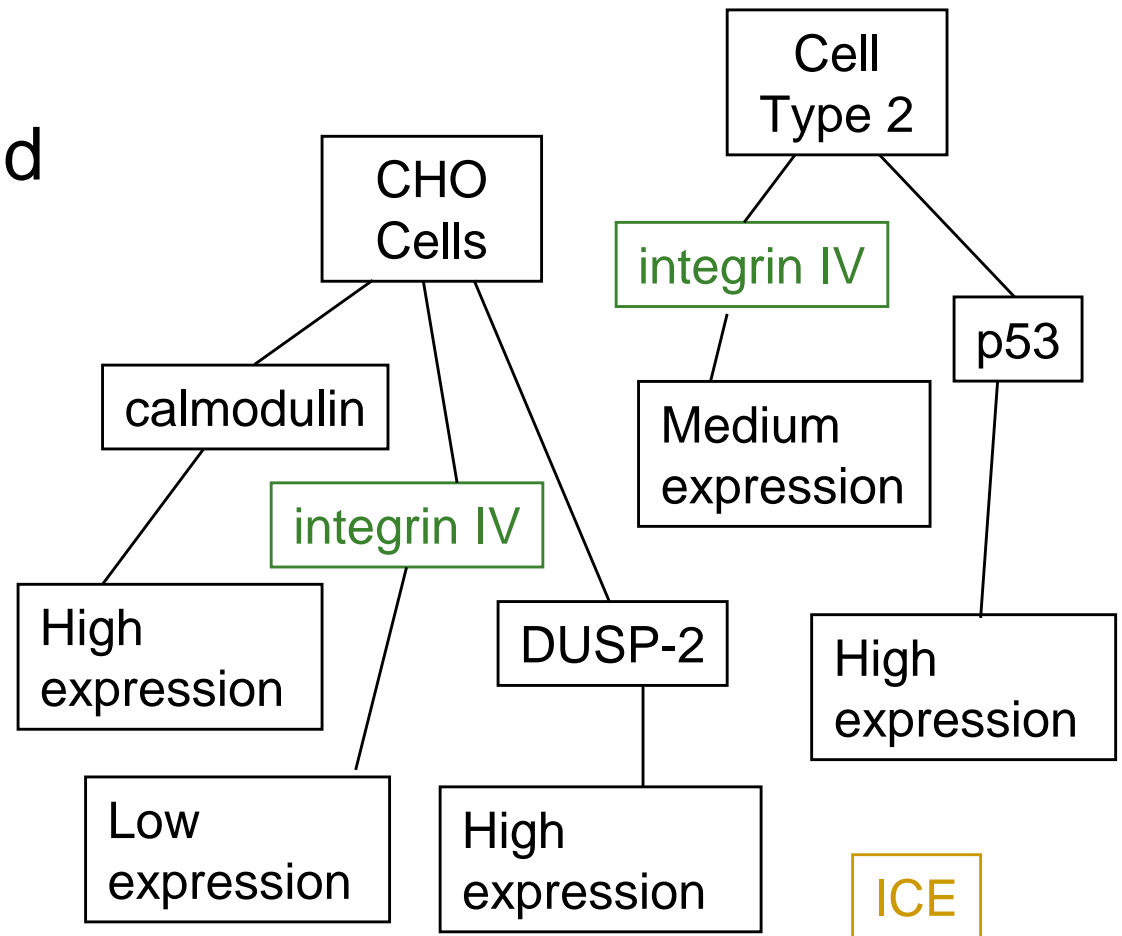 d
CHO
Cells
calmodulin
High
expression
integrin IV
Low
expression
DUSP-2
High
expression
Cell
Type 2
integrin IV
Medium
expression
p53
High
expression
ICE